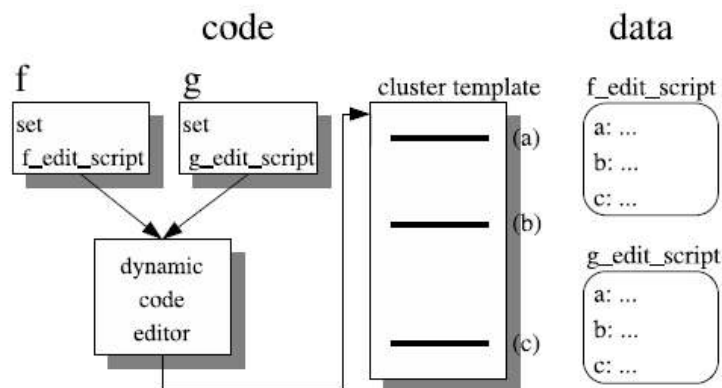 code
data
f
g
set
f_edit_script
set
g_edit_script
dynamic
code
editor
cluster template
(a)
(b)
(c)
f_edit_script
a: ...
b: ...
c: ...
g_edit_script
a: ...
b: ...
c: ...